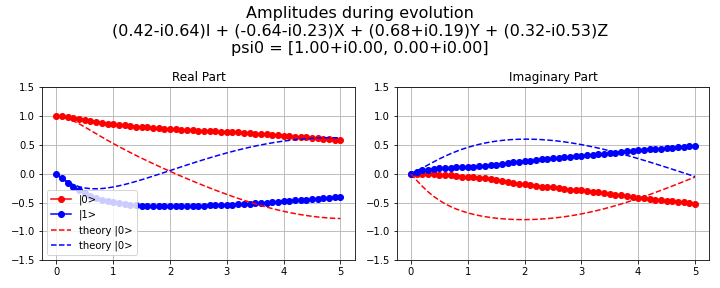 Amplitudes during evolution
(0.42-i0.64)I + (-0.64-i0.23)X + (0.68+i0.19)Y + (0.32-i0.53)Z
psi0 = [1.00+i0.00, 0.00+i0.00]
Real Part
Imaginary Part
1.5
1.0
0.5
0.0
−0.5
−1.0
−1.5
|0>
|1>
theory |0>
theory |0>
0 1 2 3 4 5
1.5
1.0
0.5
0.0
−0.5
−1.0
−1.5
0 1 2 3 4 5